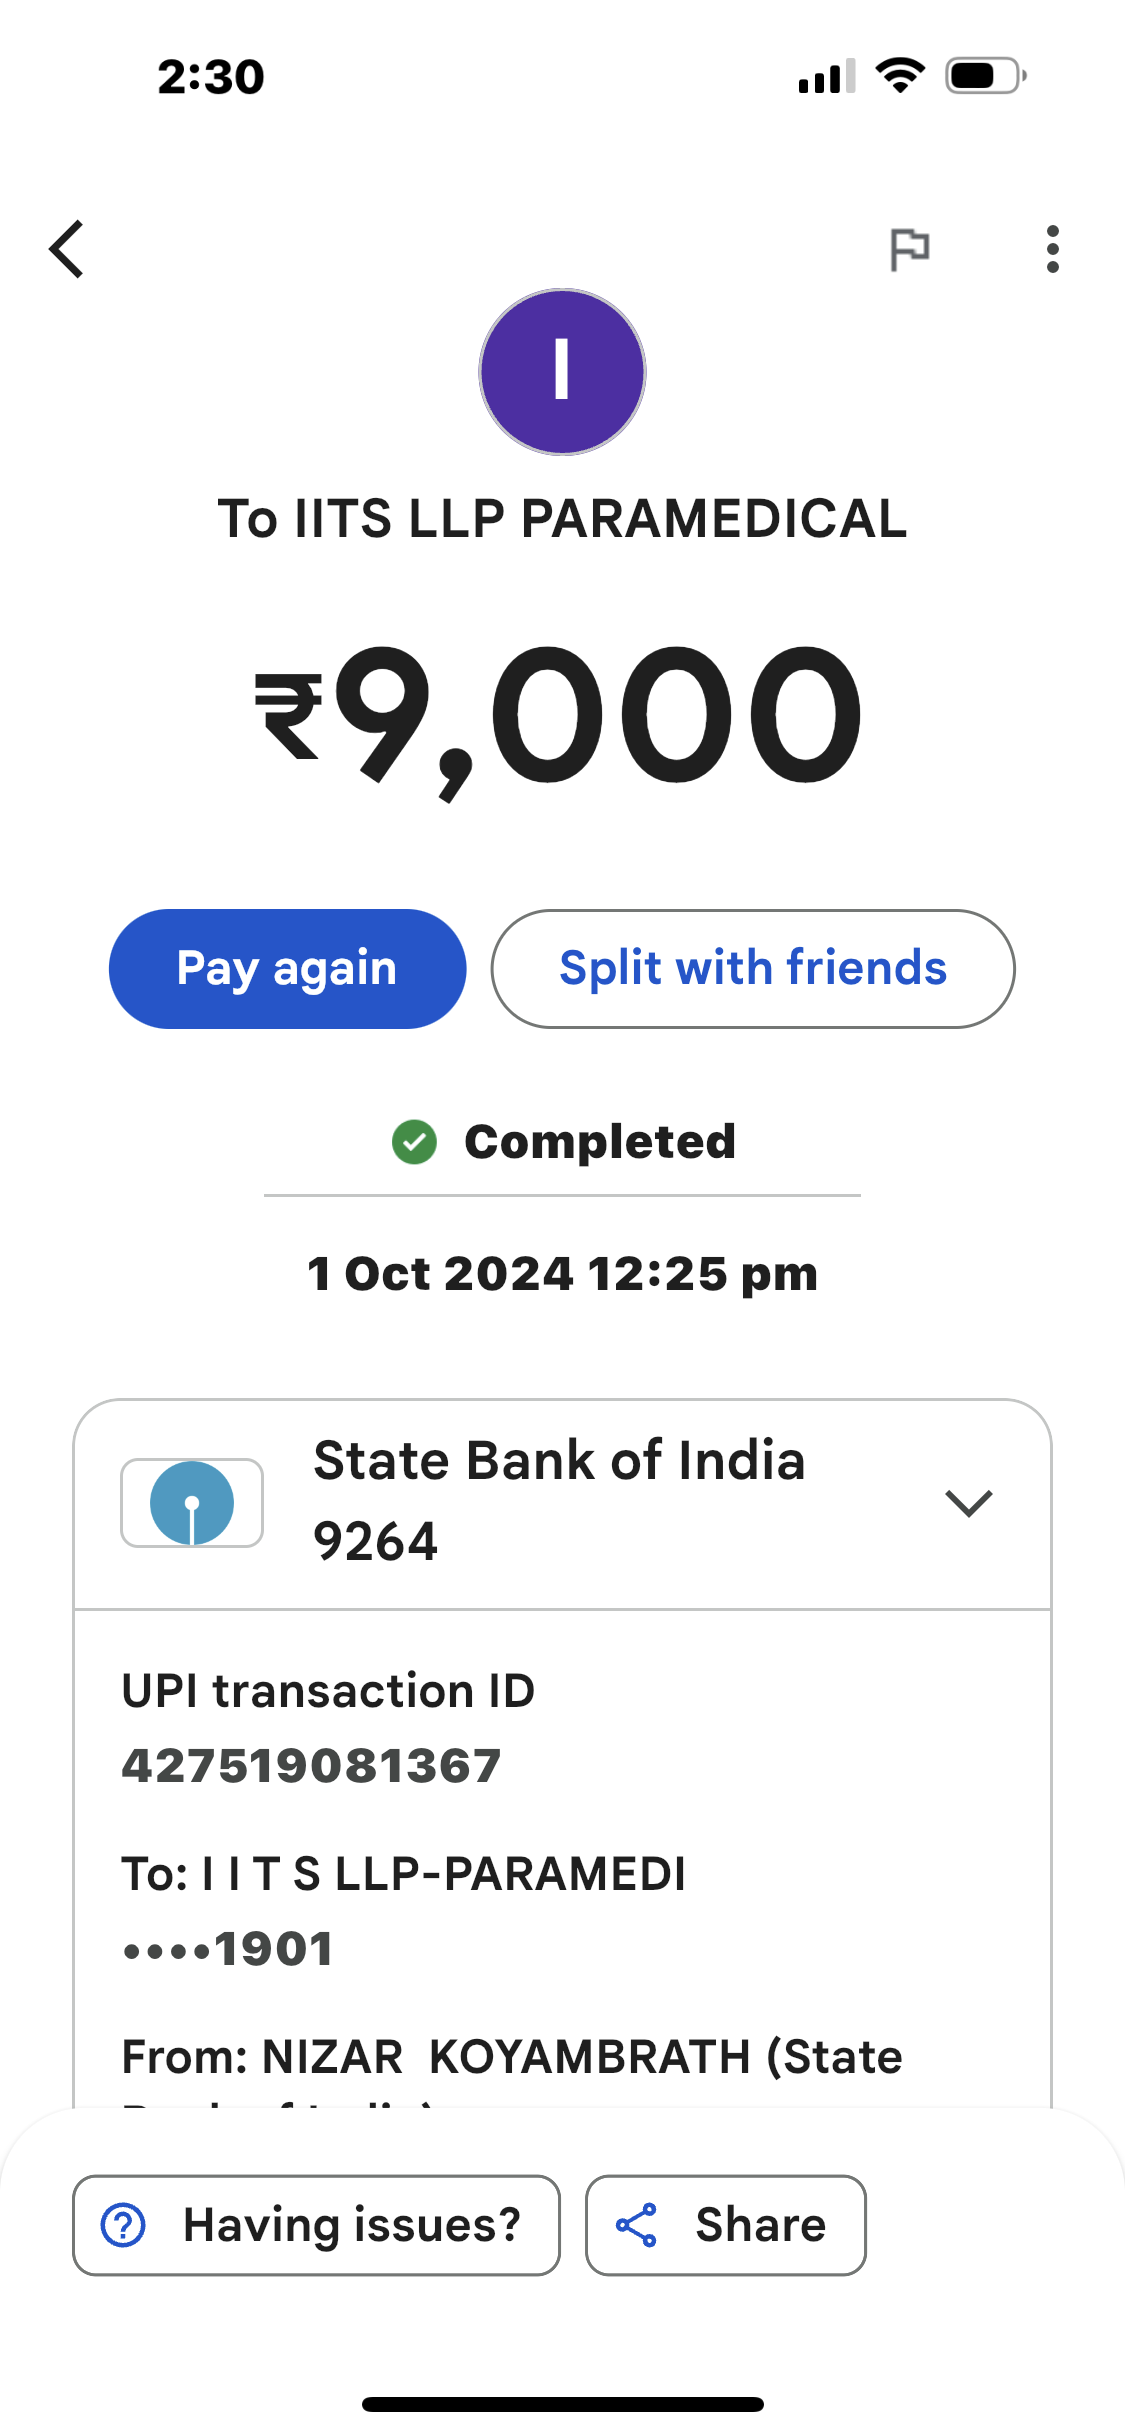 2:30
I
To IITS LLP PARAMEDICAL
₹9,000
Pay again
Split with friends
Completed
1 Oct 2024 12:25 pm
State Bank of India
9264
UPI transaction ID
427519081367
To: I I T S LLP-PARAMEDI
••••1901
From: NIZAR  KOYAMBRATH (State
Having issues?
Share